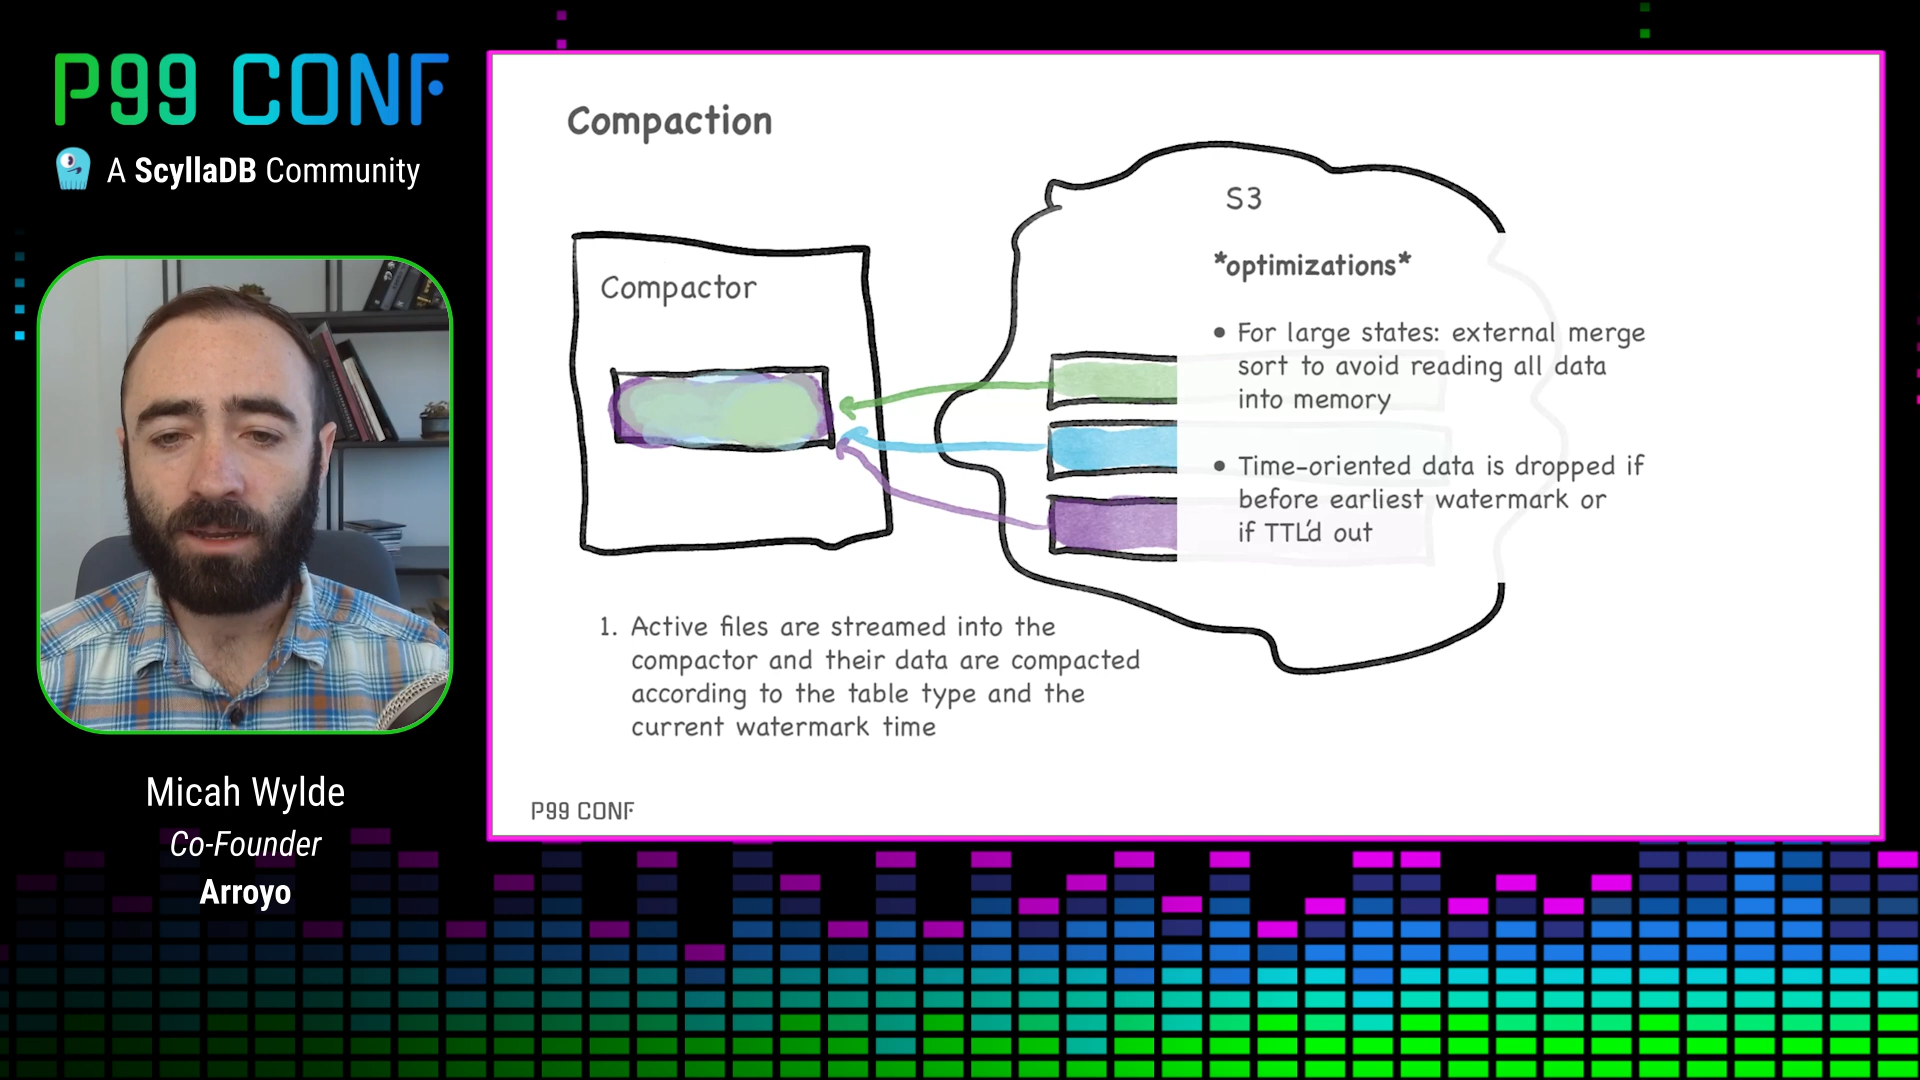 P99 CONF
A ScyllaDB Community
Micah Wylde
Co-Founder
Arroyo
Compaction
Compactor
S3
*optimizations*
• For large states: external merge
sort to avoid reading all data
into memory
• Time-oriented data is dropped if
before earliest watermark or
if TTL'd out
1. Active files are streamed into the
compactor and their data are compacted
according to the table type and the
current watermark time
P99 CONF